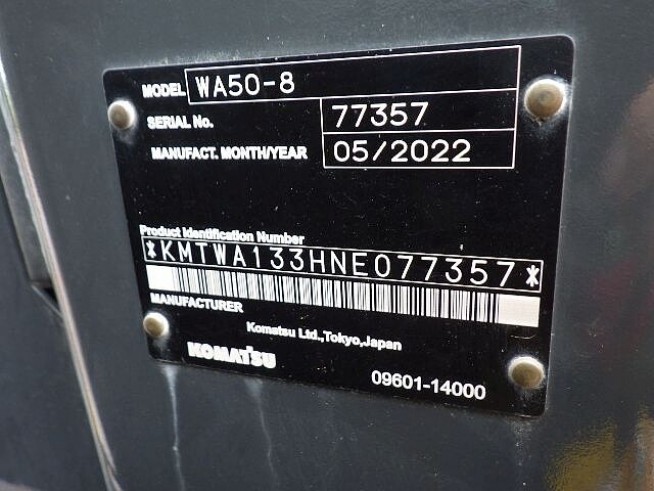 MODEL WA50-8
SERIAL No. 77357
MANUFACT. MONTH/YEAR 05/2022
Product Identification Number
*KMTWA133HNE077357*
MANUFACTURER
Komatsu Ltd.,Tokyo,Japan
KOMATSU
09601-14000